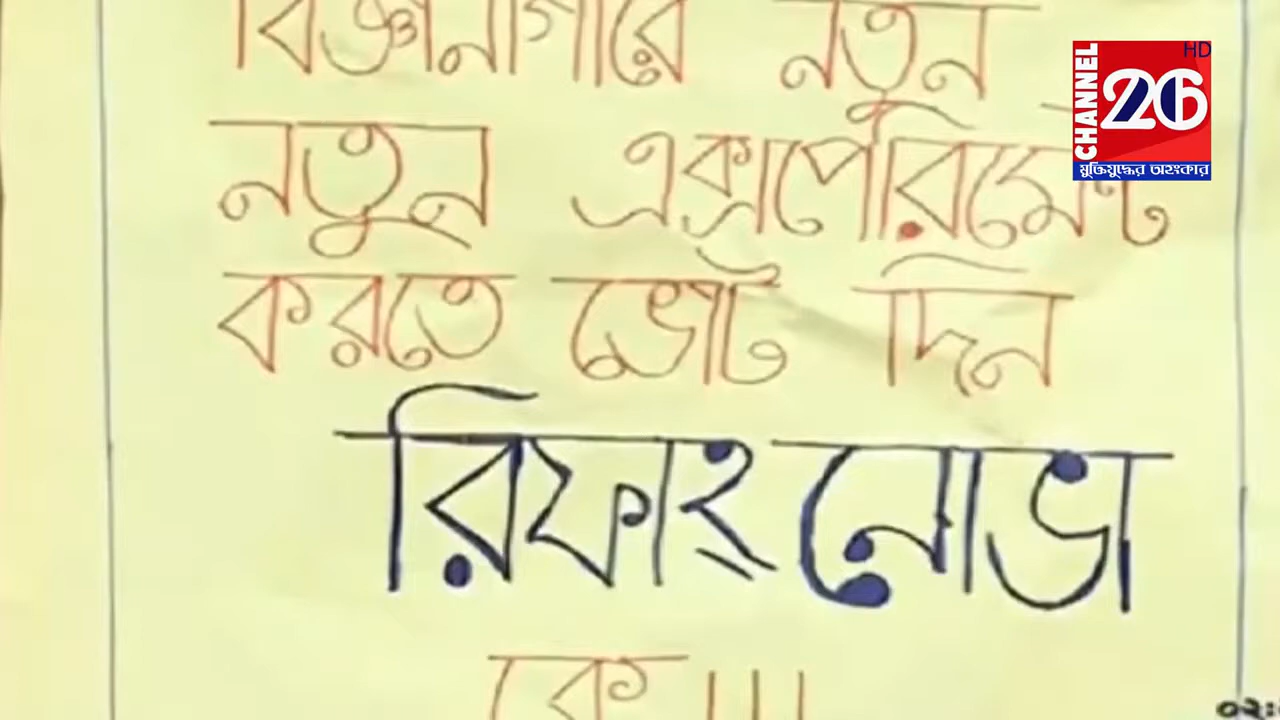 বিজ্ঞানাগারে নতুন
নতুন এক্সপেরিমেন্ট
করতে ভোট দিন
রিফাহ্ নোভা
কে !!!
CHANNEL 26 HD
মুক্তিযুদ্ধের অহংকার